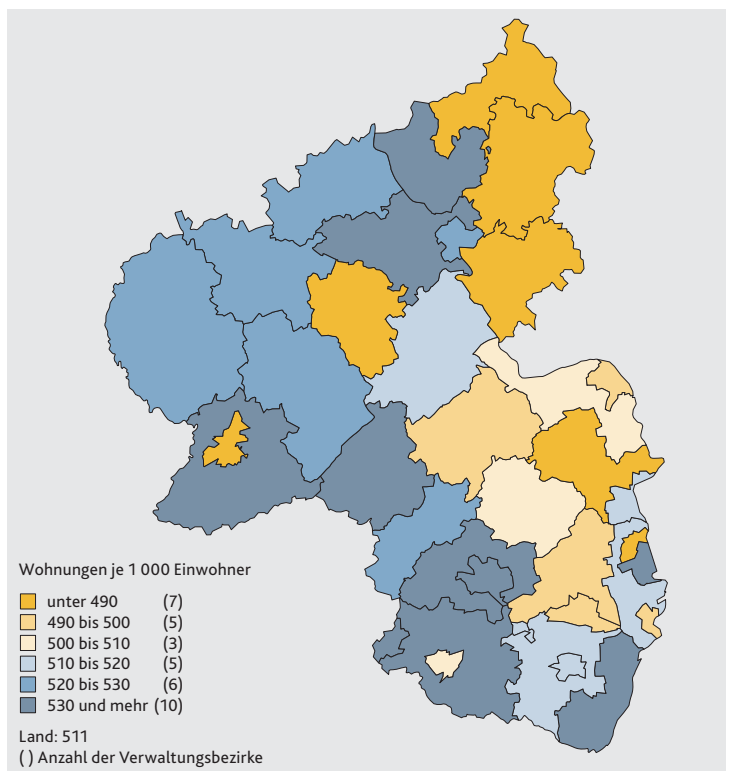 Wohnungen je 1 000 Einwohner
unter 490 (7)
490 bis 500 (5)
500 bis 510 (3)
510 bis 520 (5)
520 bis 530 (6)
530 und mehr (10)
Land: 511
( ) Anzahl der Verwaltungsbezirke